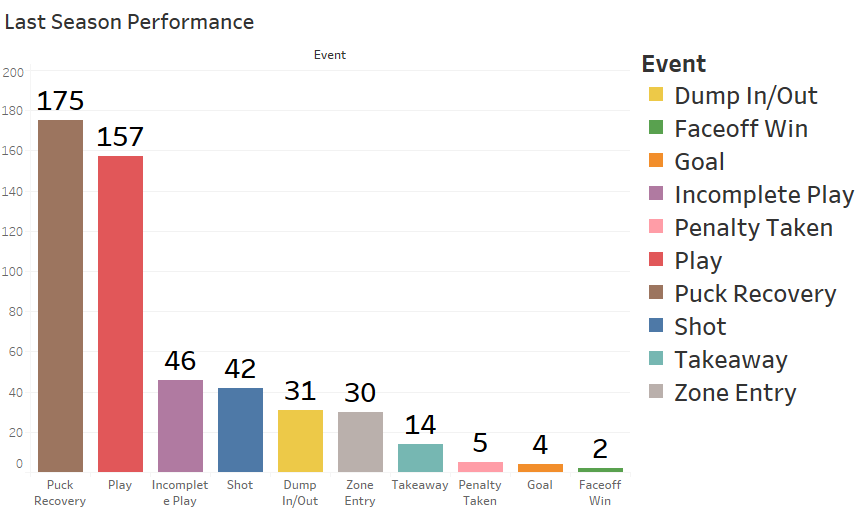 Last Season Performance
Event
200
180
160
140
120
100
80
60
40
20
0
175
157
46
42
31
30
14
5
4
2
Puck
Recovery
Play
Incomplet
e Play
Shot
Dump
In/Out
Zone
Entry
Takeaway
Penalty
Taken
Goal
Faceoff
Win
Event
Dump In/Out
Faceoff Win
Goal
Incomplete Play
Penalty Taken
Play
Puck Recovery
Shot
Takeaway
Zone Entry